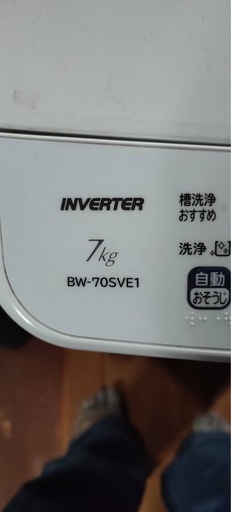 INVERTER
7kg
BW-70SVE1
槽洗浄
おすすめ
洗浄
自動
おそうじ